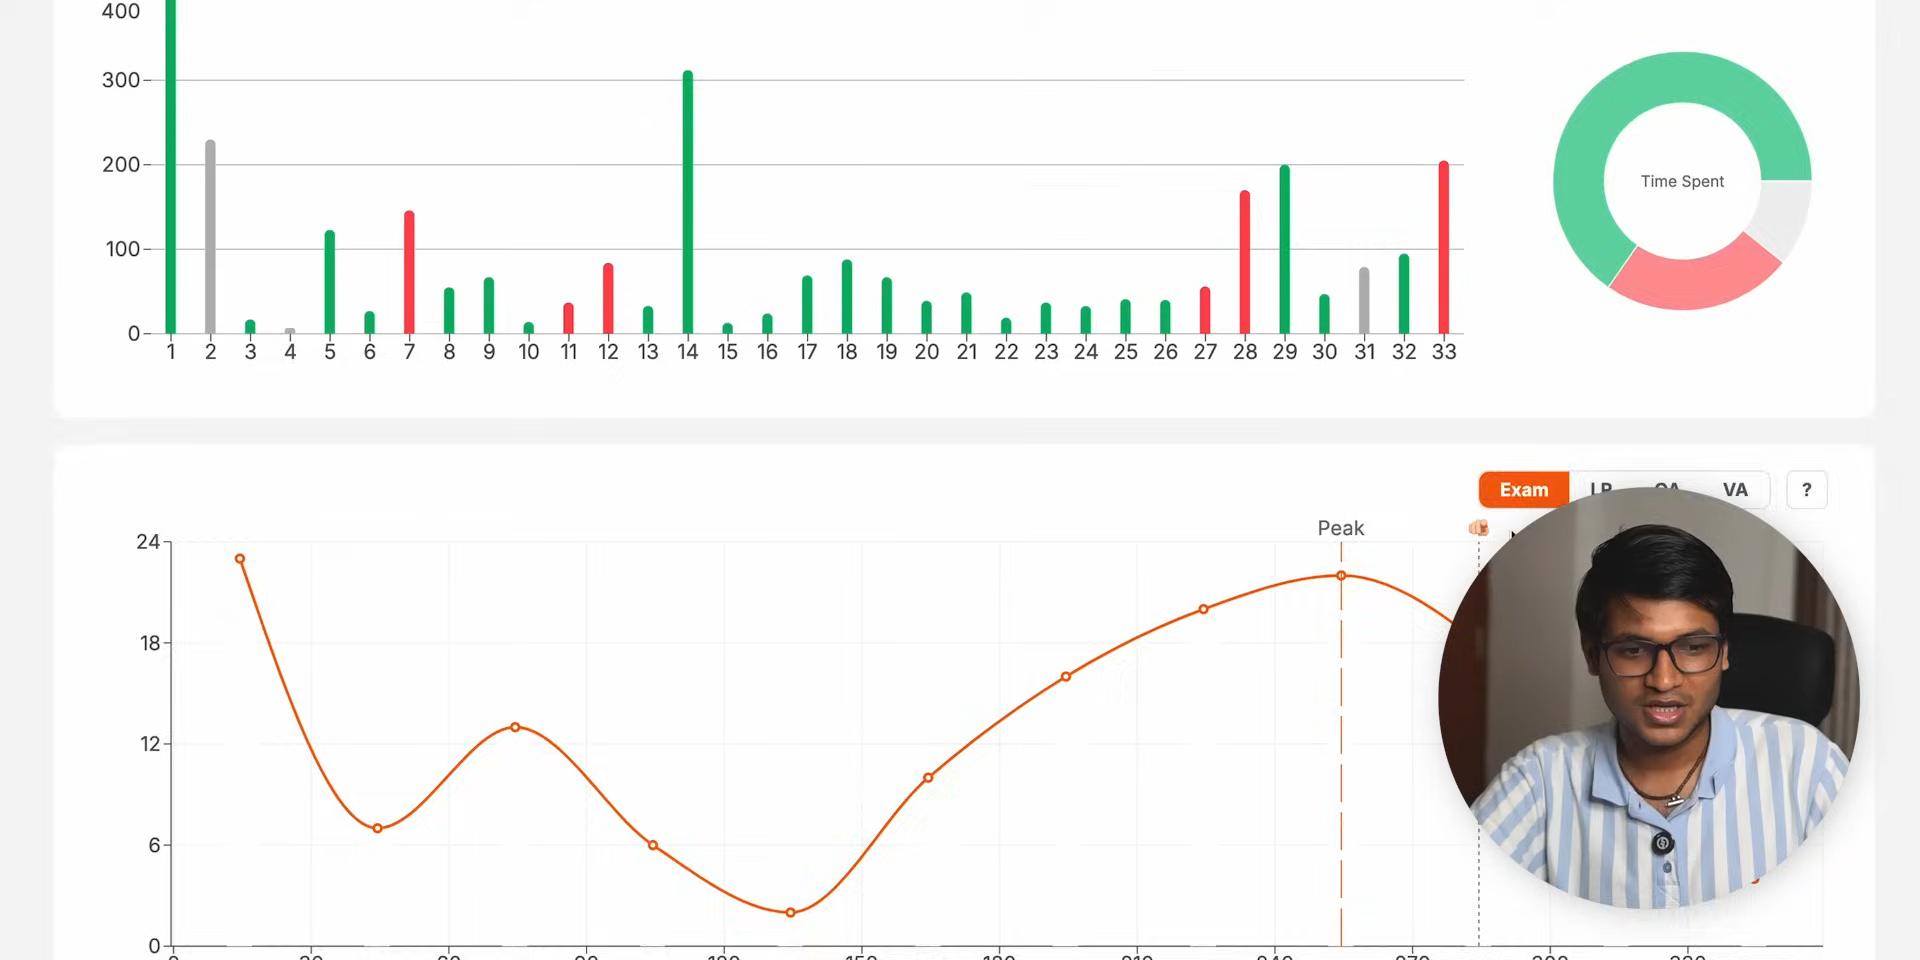 400
300
200
100
0
1 2 3 4 5 6 7 8 9 10 11 12 13 14 15 16 17 18 19 20 21 22 23 24 25 26 27 28 29 30 31 32 33
Time Spent
Exam VA ?
Peak
24
18
12
6
0